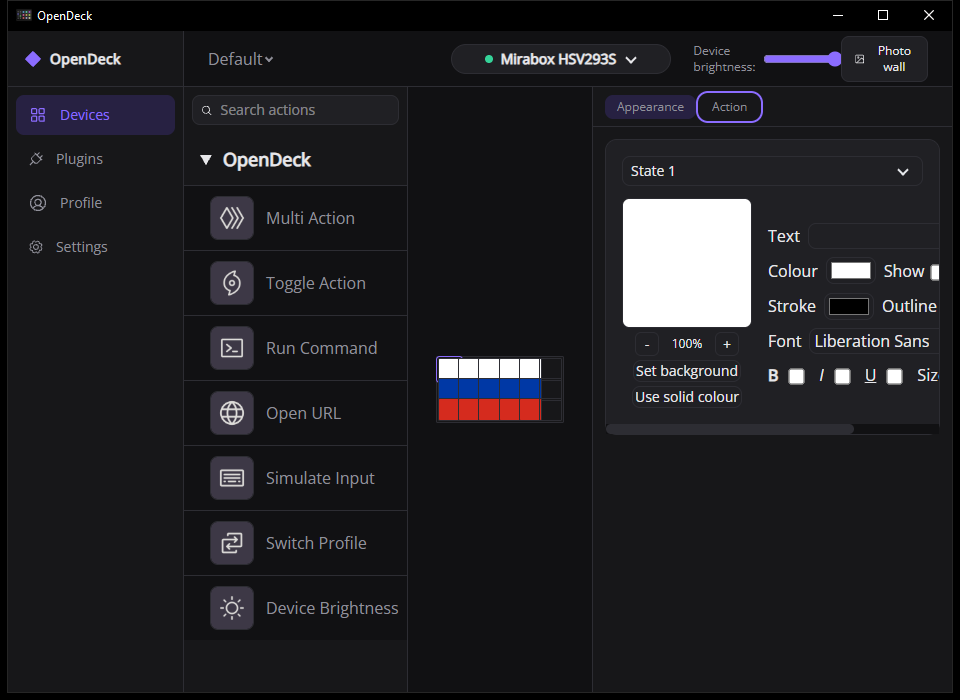 OpenDeck
OpenDeck
Default
Mirabox HSV293S
Device
brightness:
Photo
wall
Devices
Plugins
Profile
Settings
Search actions
OpenDeck
Multi Action
Toggle Action
Run Command
Open URL
Simulate Input
Switch Profile
Device Brightness
Appearance
Action
State 1
- 100% +
Set background
Use solid colour
Text
Colour Show
Stroke Outline
Font Liberation Sans
B I U